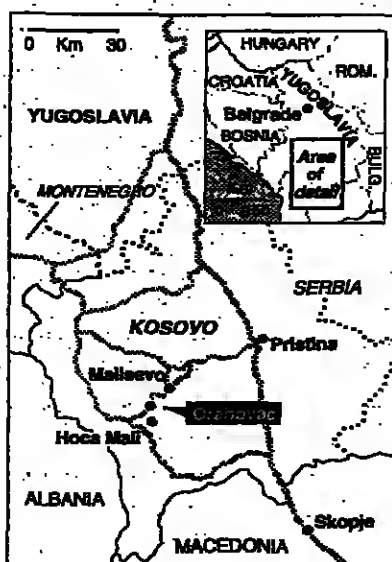 0 Km 30
YUGOSLAVIA
HUNGARY
CROATIA
ROM.
YUGOSLAVIA
Belgrade
BOSNIA
Area
of
detail
BULG.
MONTENEGRO
SERBIA
KOSOVO
Pristina
Malisevo
Orahovac
Hoca Mali
ALBANIA
Skopje
MACEDONIA